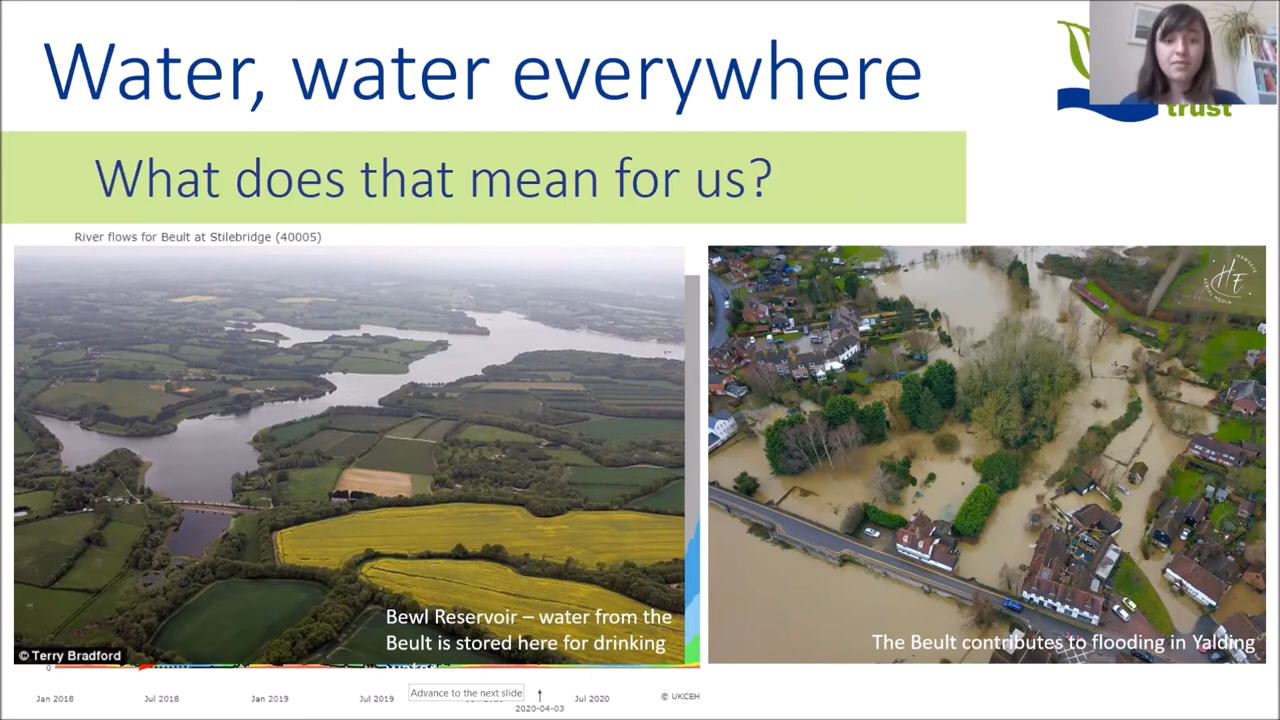 Water, water everywhere
trust
What does that mean for us?
River flows for Beult at Stilebridge (40005)
Bewl Reservoir – water from the
Beult is stored here for drinking
© Terry Bradford
The Beult contributes to flooding in Yalding
0
Jan 2018
Jul 2018
Jan 2019
Jul 2019
Advance to the next slide
Jul 2020
© UKCEH
2020-04-03